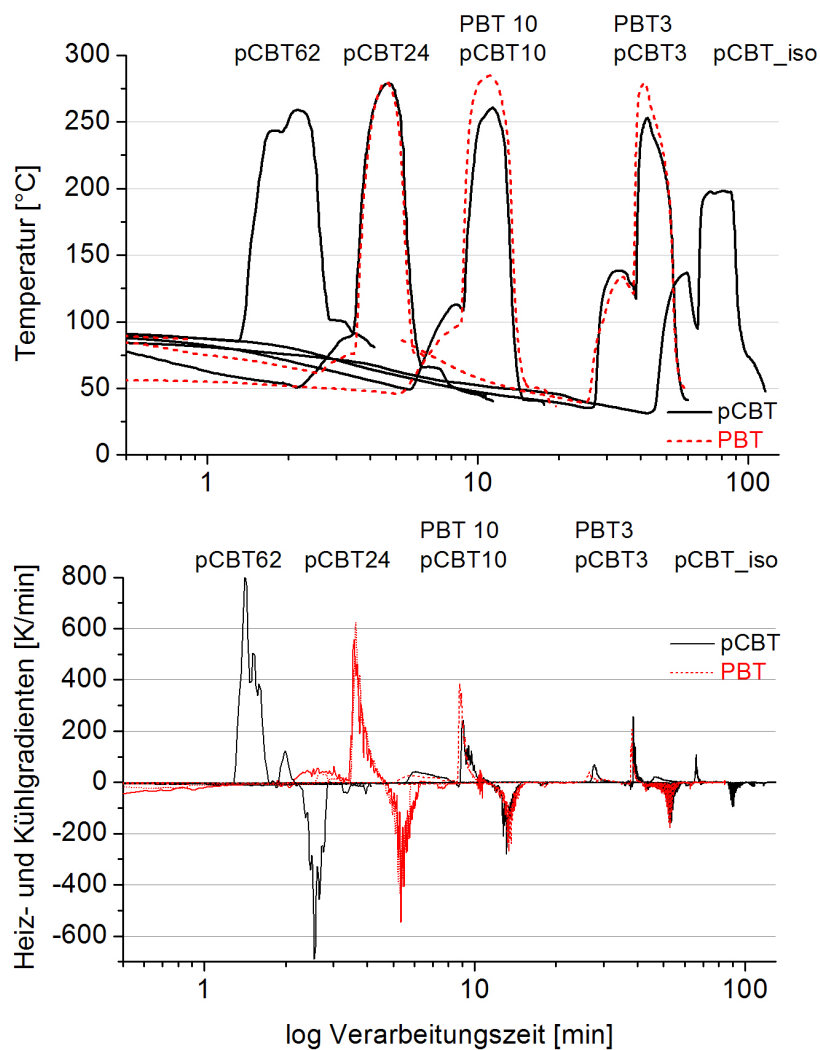 PBT 10 PBT3
pCBT62 pCBT24 pCBT10 pCBT3 pCBT_iso
300
250
200
150
100
50
0
Temperatur [°C]
pCBT
PBT
1 10 100
PBT 10 PBT3
pCBT62 pCBT24 pCBT10 pCBT3 pCBT_iso
800
600
400
200
0
-200
-400
-600
Heiz- und Kühlgradienten [K/min]
pCBT
PBT
1 10 100
log Verarbeitungszeit [min]